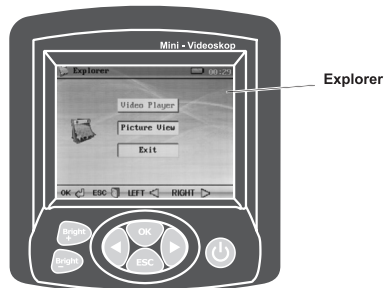 Mini - Videoskop
Explorer 00:29
Explorer
Video Player
Picture View
Exit
OK ESC LEFT RIGHT
Bright +
OK
Bright –
ESC